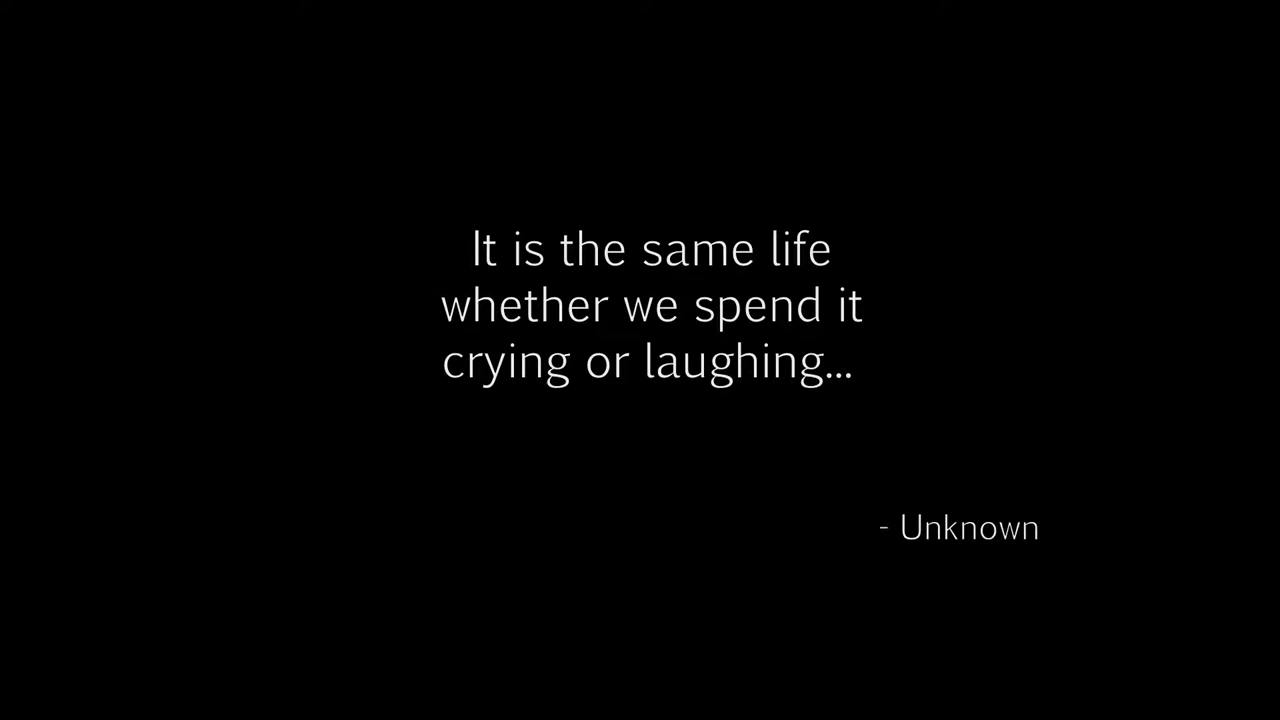 It is the same life
whether we spend it
crying or laughing...
- Unknown